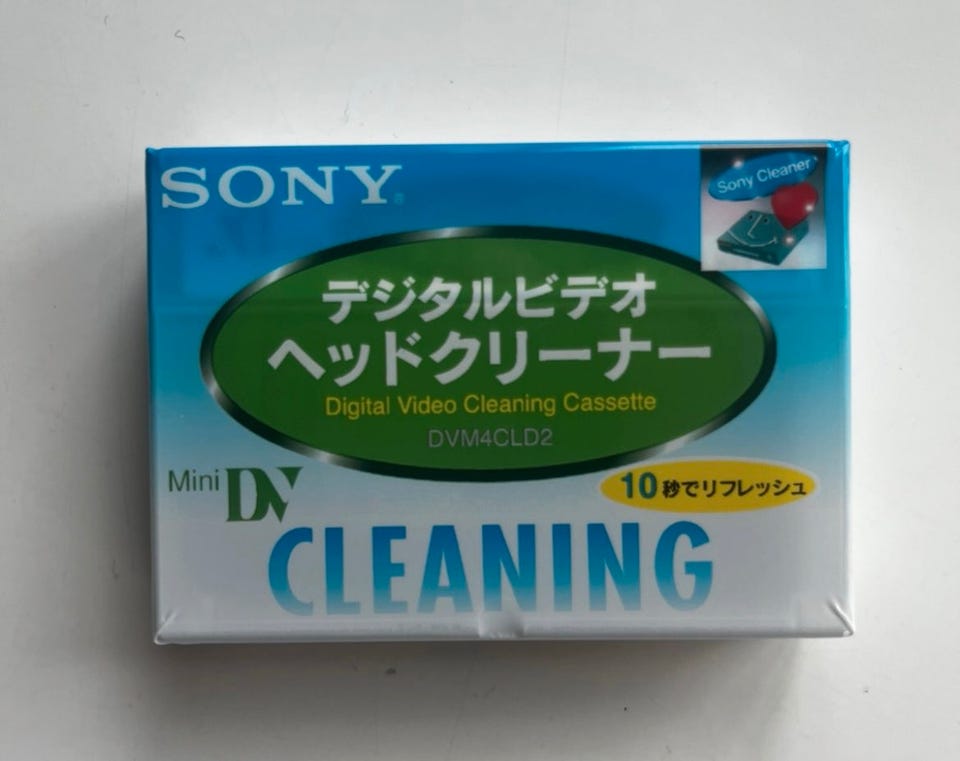 SONY
Sony Cleaner
デジタルビデオ
ヘッドクリーナー
Digital Video Cleaning Cassette
DVM4CLD2
Mini DV
10秒でリフレッシュ
CLEANING